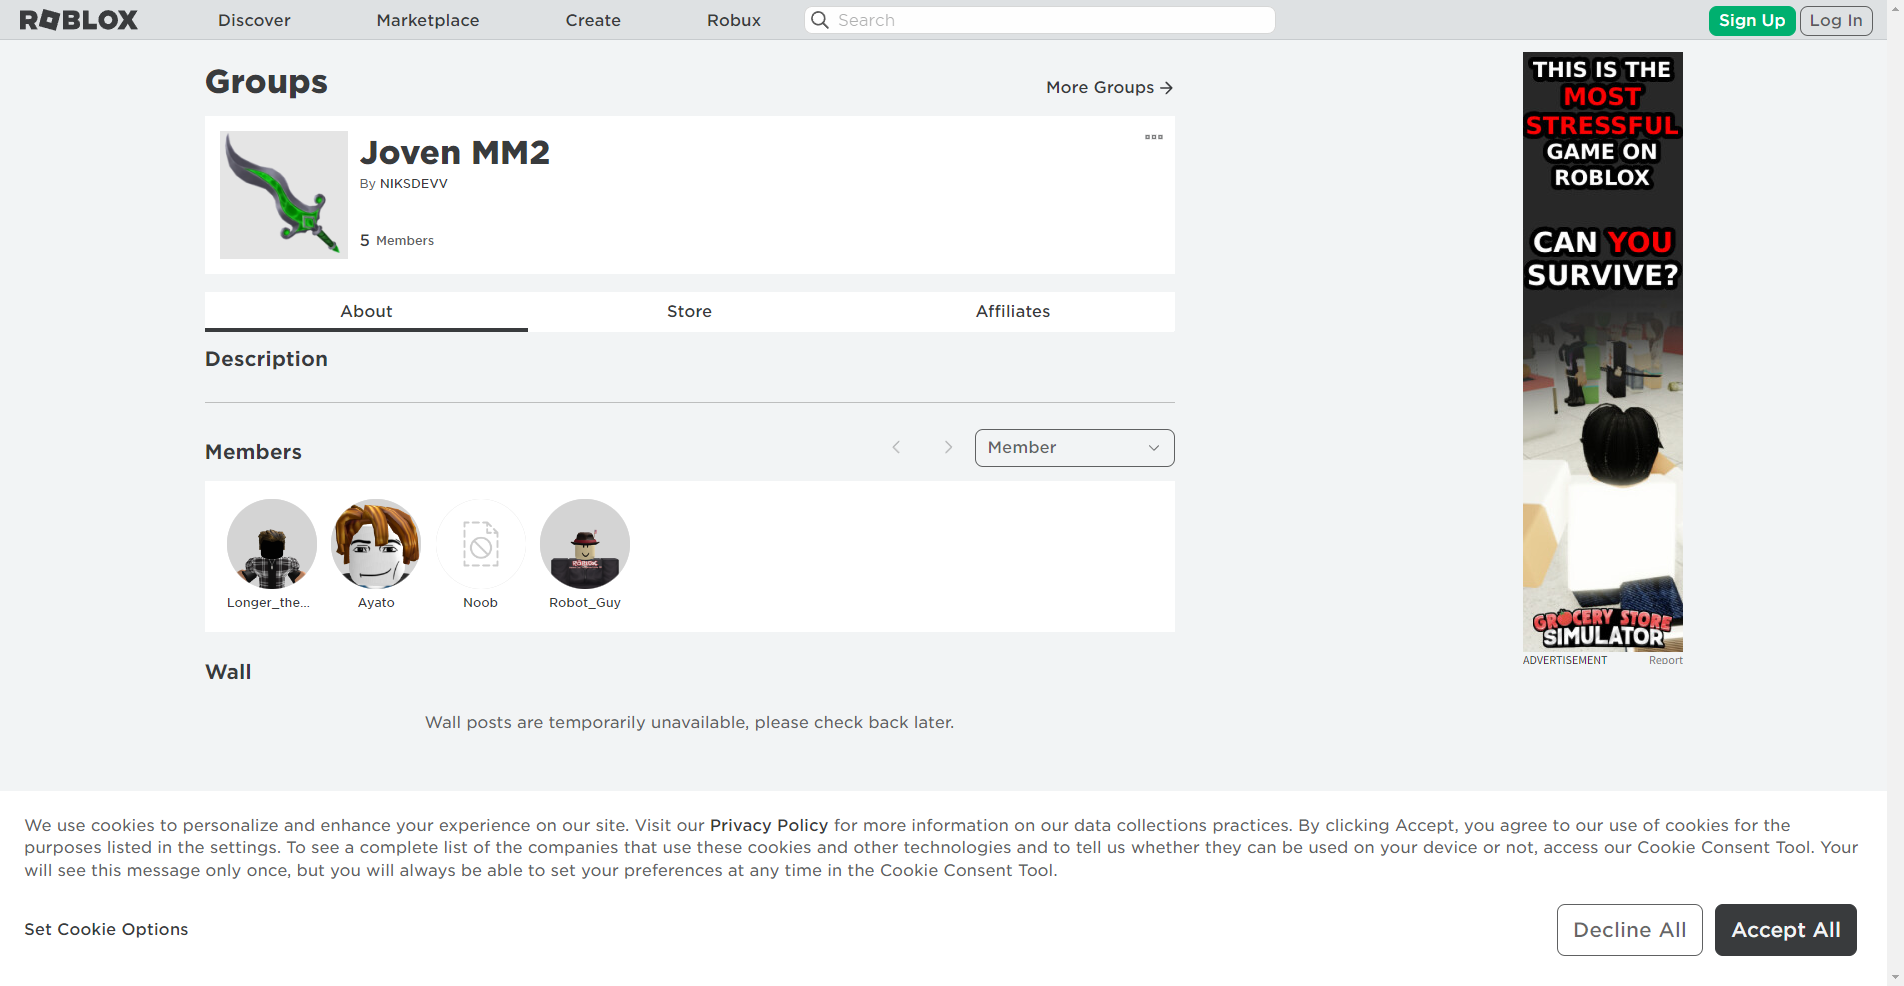 ROBLOX
Discover
Marketplace
Create
Robux
Search
Sign Up
Log In
Groups
More Groups →
Joven MM2
By NIKSDEVV
5 Members
About
Store
Affiliates
Description
Members
Member
Longer_the...
Ayato
Noob
Robot_Guy
Wall
Wall posts are temporarily unavailable, please check back later.
THIS IS THE
MOST
STRESSFUL
GAME ON
ROBLOX
CAN YOU
SURVIVE?
ROBLOX
GROCERY STORE
SIMULATOR
ADVERTISEMENT
Report
We use cookies to personalize and enhance your experience on our site. Visit our Privacy Policy for more information on our data collections practices. By clicking Accept, you agree to our use of cookies for the
purposes listed in the settings. To see a complete list of the companies that use these cookies and other technologies and to tell us whether they can be used on your device or not, access our Cookie Consent Tool. Your
will see this message only once, but you will always be able to set your preferences at any time in the Cookie Consent Tool.
Set Cookie Options
Decline All
Accept All